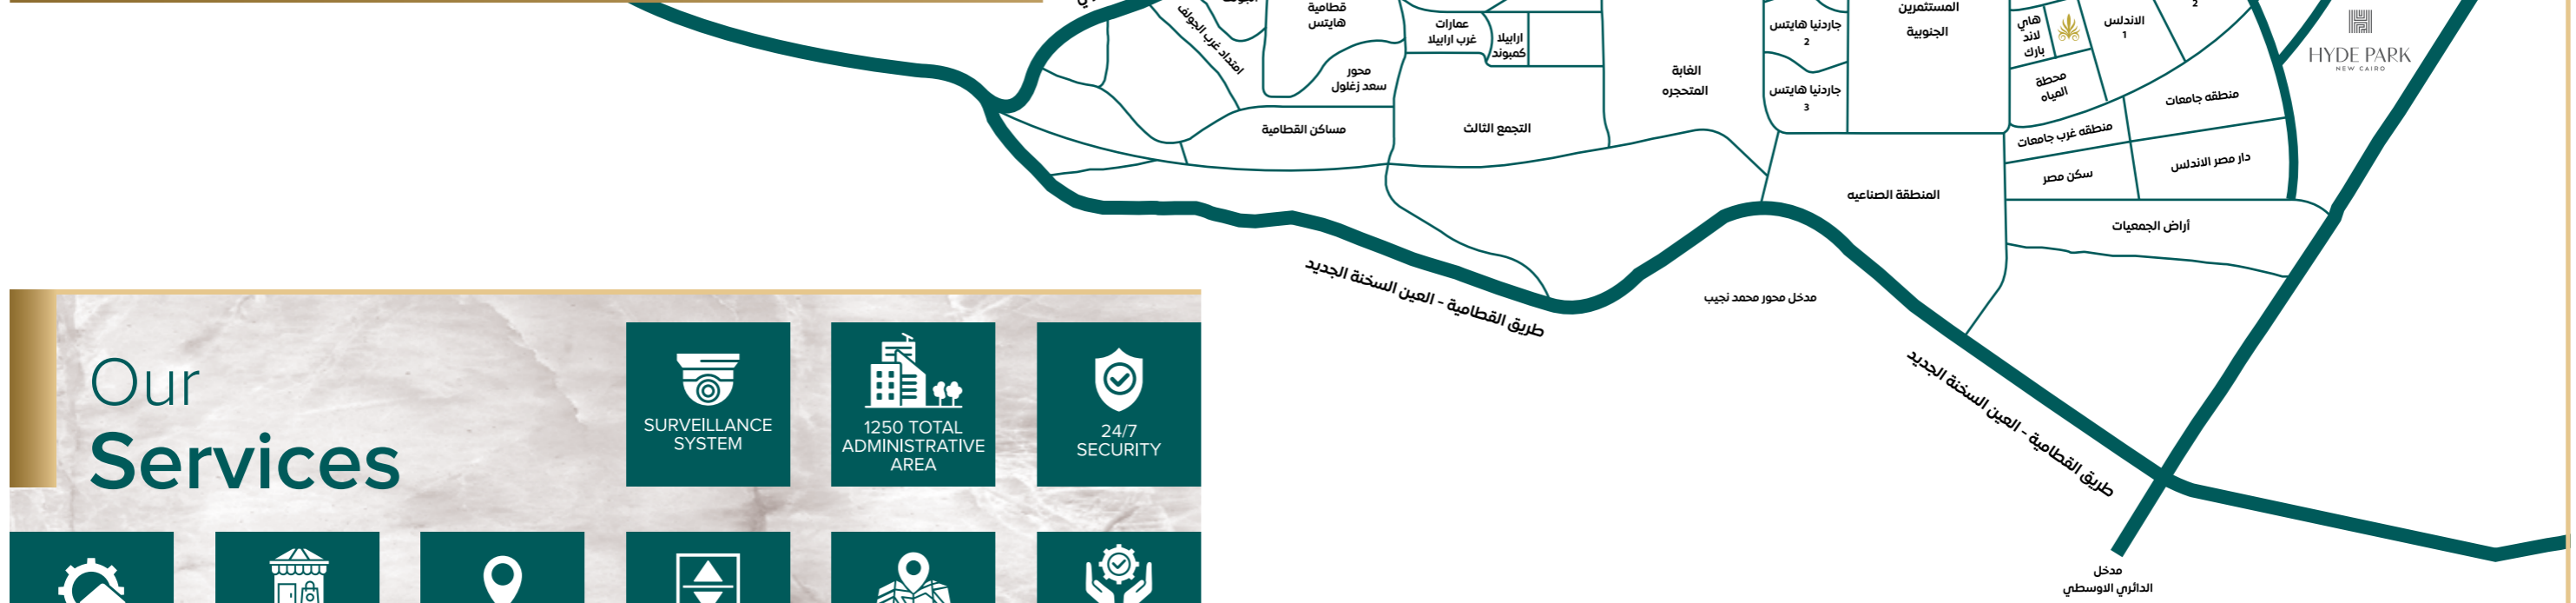 امتداد غرب الجولف
قطامية
هايتس
محور
سعد زغلول
مساكن القطامية
عمارات
غرب ارابيلا
ارابيلا
كمبوند
التجمع الثالث
الغابة
المتحجره
جاردنيا هايتس
2
جاردنيا هايتس
3
المستثمرين
الجنوبية
هاي
لاند
بارك
الاندلس
1
2
محطة
المياه
منطقه جامعات
منطقه غرب جامعات
دار مصر الاندلس
سكن مصر
المنطقة الصناعيه
أراض الجمعيات
HYDE PARK
NEW CAIRO
طريق القطامية - العين السخنة الجديد
مدخل محور محمد نجيب
طريق القطامية - العين السخنة الجديد
مدخل
الدائري الاوسطي
Our
Services
SURVEILLANCE
SYSTEM
1250 TOTAL
ADMINISTRATIVE
AREA
24/7
SECURITY